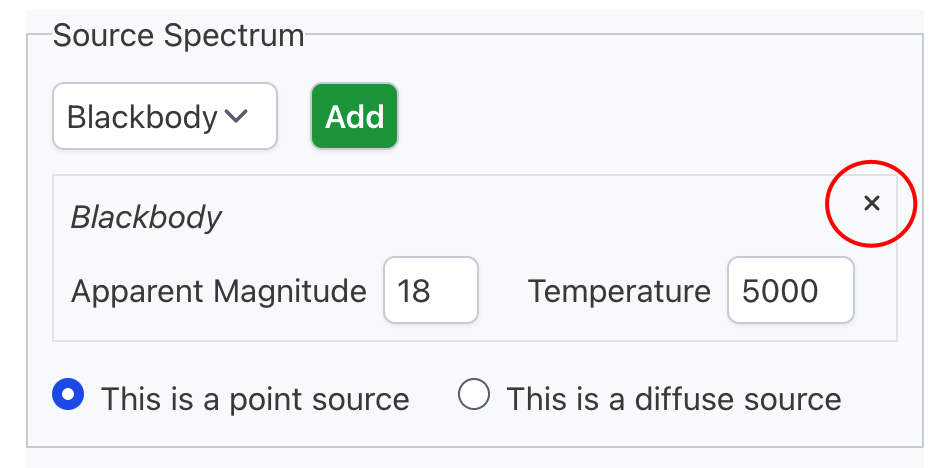 Source Spectrum
Blackbody Add
Blackbody ×
Apparent Magnitude 18 Temperature 5000
This is a point source This is a diffuse source